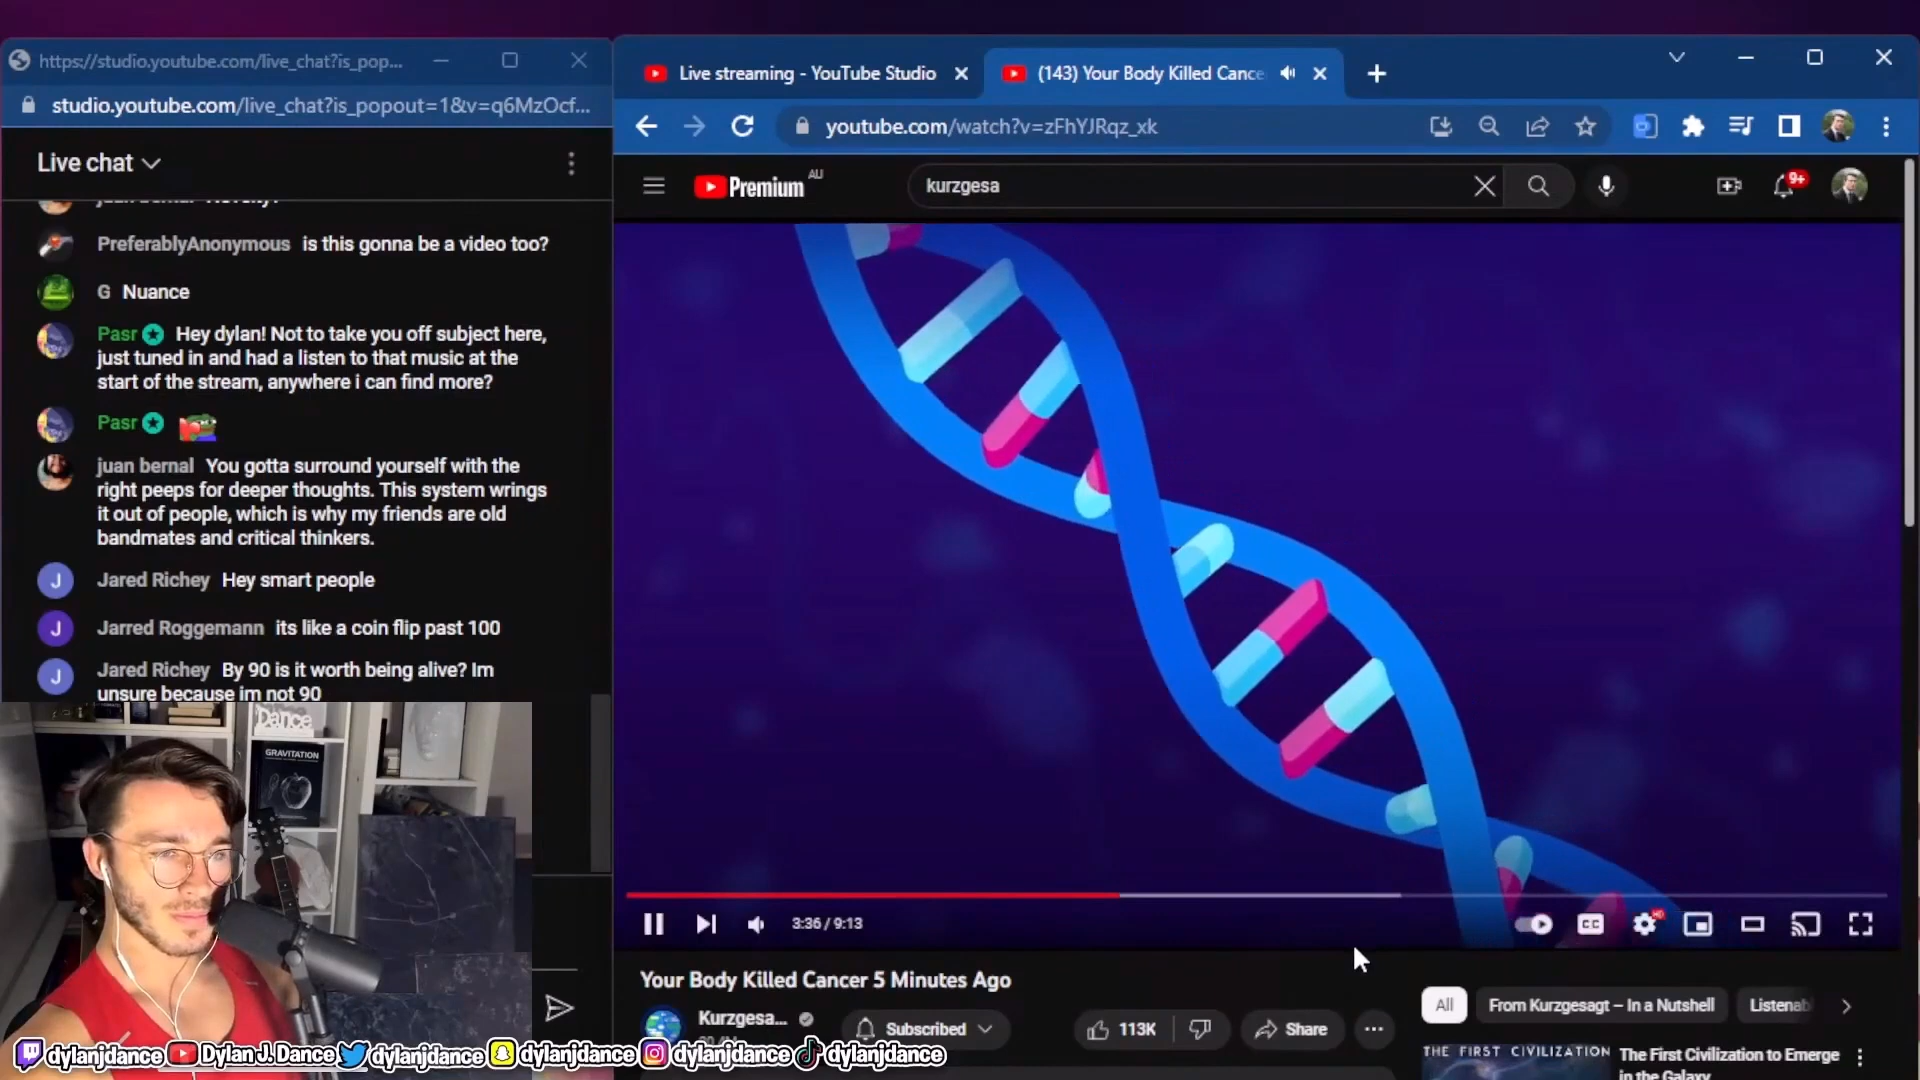 https://studio.youtube.com/live_chat?is_pop...
studio.youtube.com/live_chat?is_popout=1&v=q6MzOcf...
Live chat
PreferablyAnonymous is this gonna be a video too?
G Nuance
Pasr Hey dylan! Not to take you off subject here,
just tuned in and had a listen to that music at the
start of the stream, anywhere i can find more?
Pasr
juan bernal You gotta surround yourself with the
right peeps for deeper thoughts. This system wrings
it out of people, which is why my friends are old
bandmates and critical thinkers.
J Jared Richey Hey smart people
J Jarred Roggemann its like a coin flip past 100
J Jared Richey By 90 is it worth being alive? Im
unsure because im not 90
Dance
GRAVITATION
Live streaming - YouTube Studio
(143) Your Body Killed Cance
youtube.com/watch?v=zFhYJRqz_xk
Premium AU
kurzgesa
9+
3:36 / 9:13
CC
HD
Your Body Killed Cancer 5 Minutes Ago
Kurzgesa...
Subscribed
113K
Share
All
From Kurzgesagt – In a Nutshell
Listenab
THE FIRST CIVILIZATION
The First Civilization to Emerge
in the Galaxy
dylanjdance Dylan J. Dance dylanjdance dylanjdance dylanjdance dylanjdance